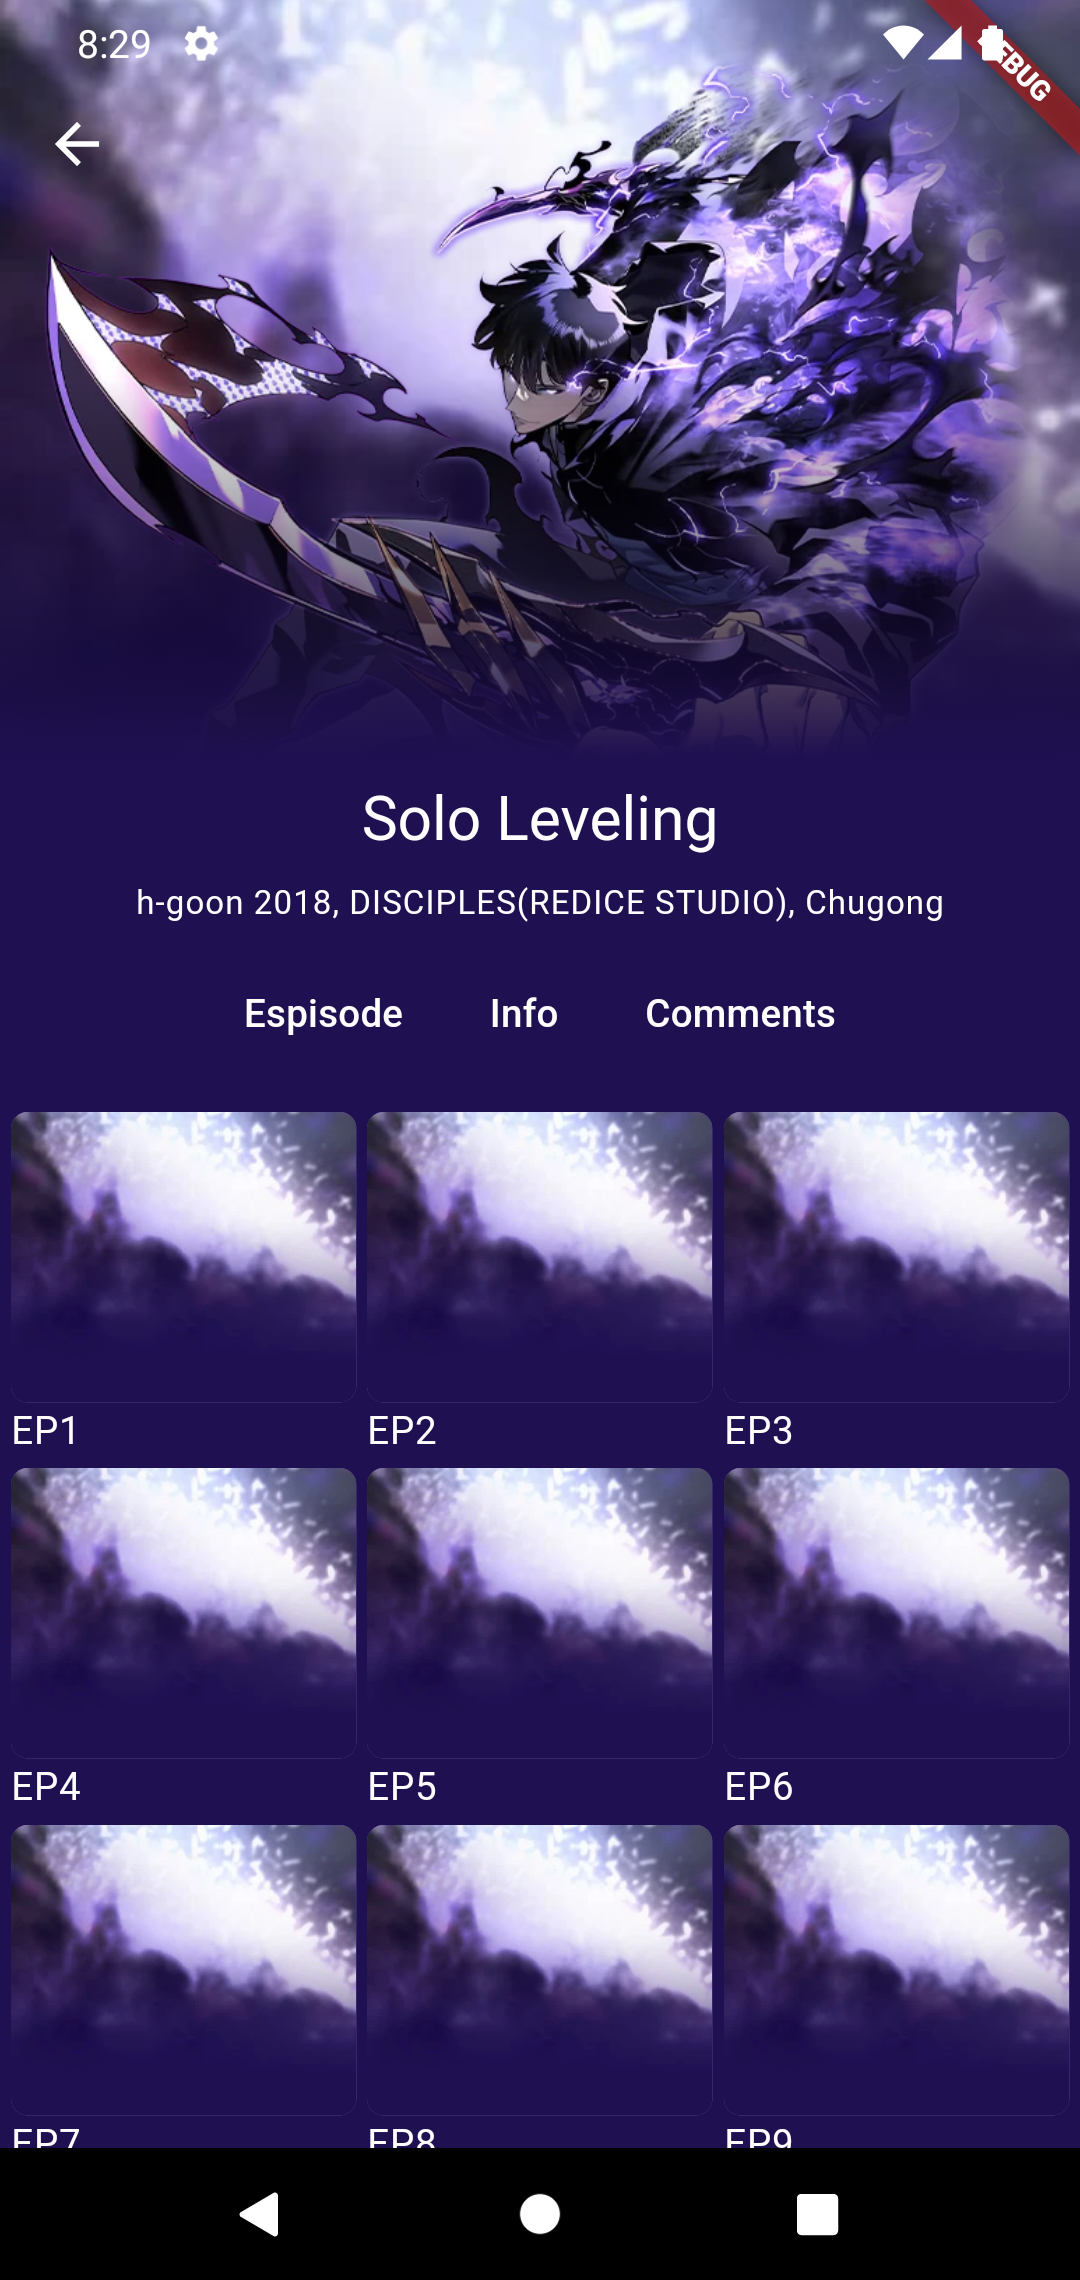 8:29
EBUG
Solo Leveling
h-goon 2018, DISCIPLES(REDICE STUDIO), Chugong
Espisode Info Comments
EP1 EP2 EP3
EP4 EP5 EP6
EP7 EP8 EP9